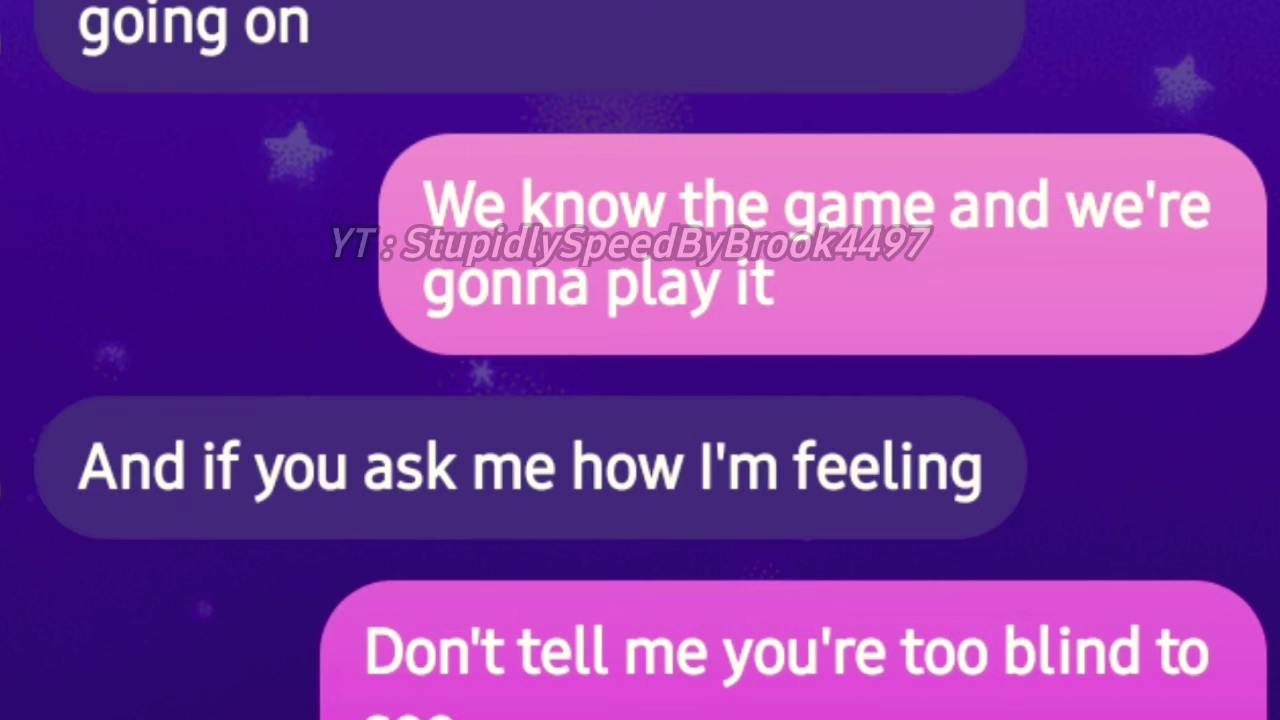 going on
We know the game and we're
YT : StupidlySpeedByBrook4497
gonna play it
And if you ask me how I'm feeling
Don't tell me you're too blind to